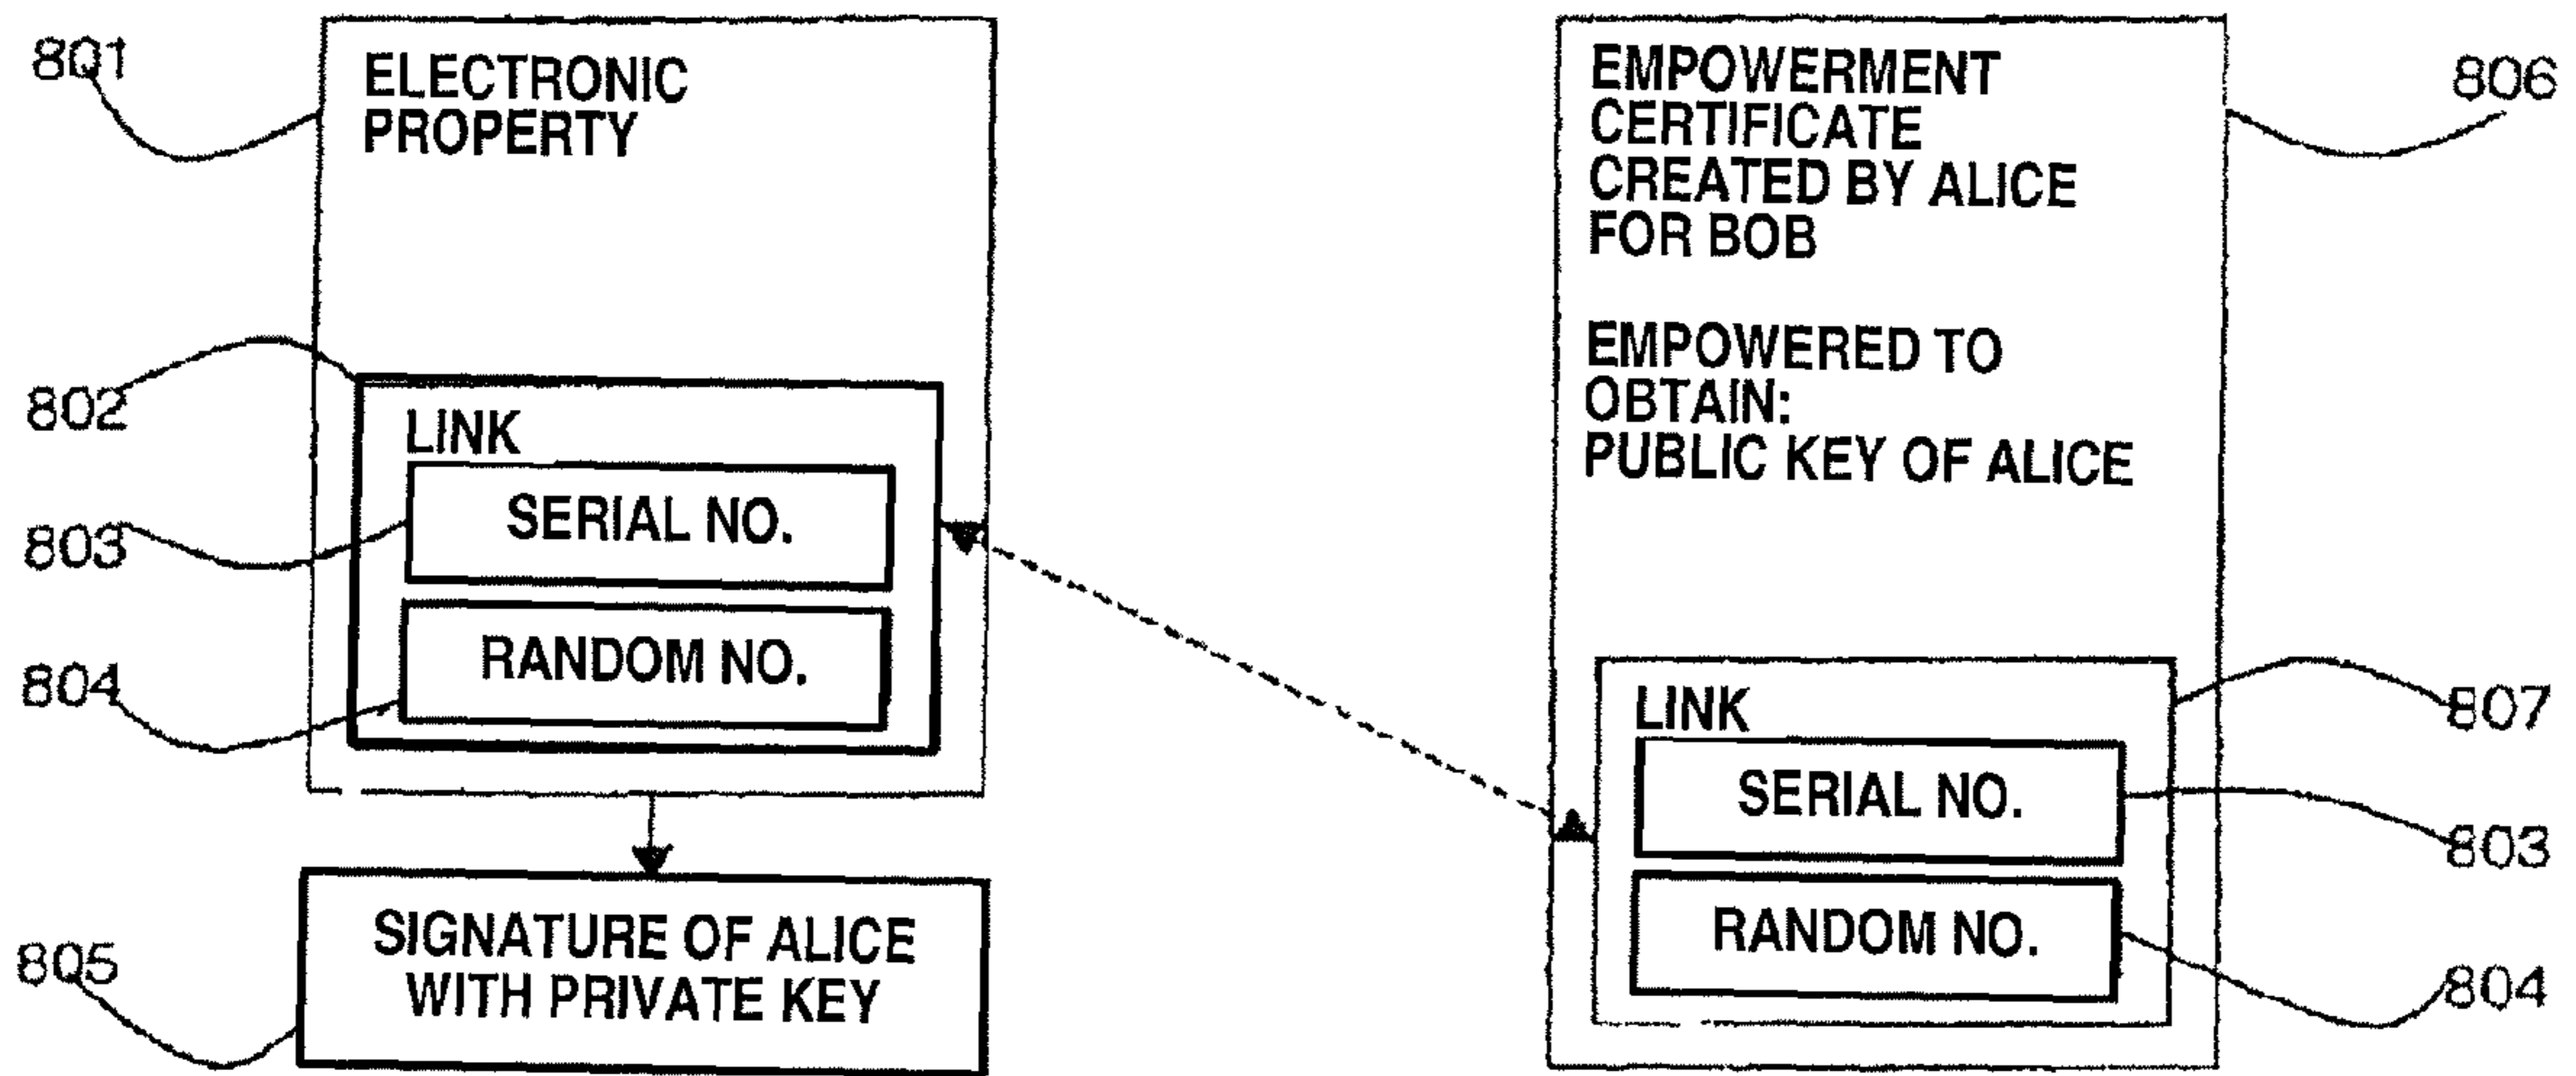 801
ELECTRONIC
PROPERTY
802
LINK
803
SERIAL NO.
804
RANDOM NO.
805
SIGNATURE OF ALICE
WITH PRIVATE KEY
806
EMPOWERMENT
CERTIFICATE
CREATED BY ALICE
FOR BOB
EMPOWERED TO
OBTAIN:
PUBLIC KEY OF ALICE
807
LINK
SERIAL NO.
803
RANDOM NO.
804